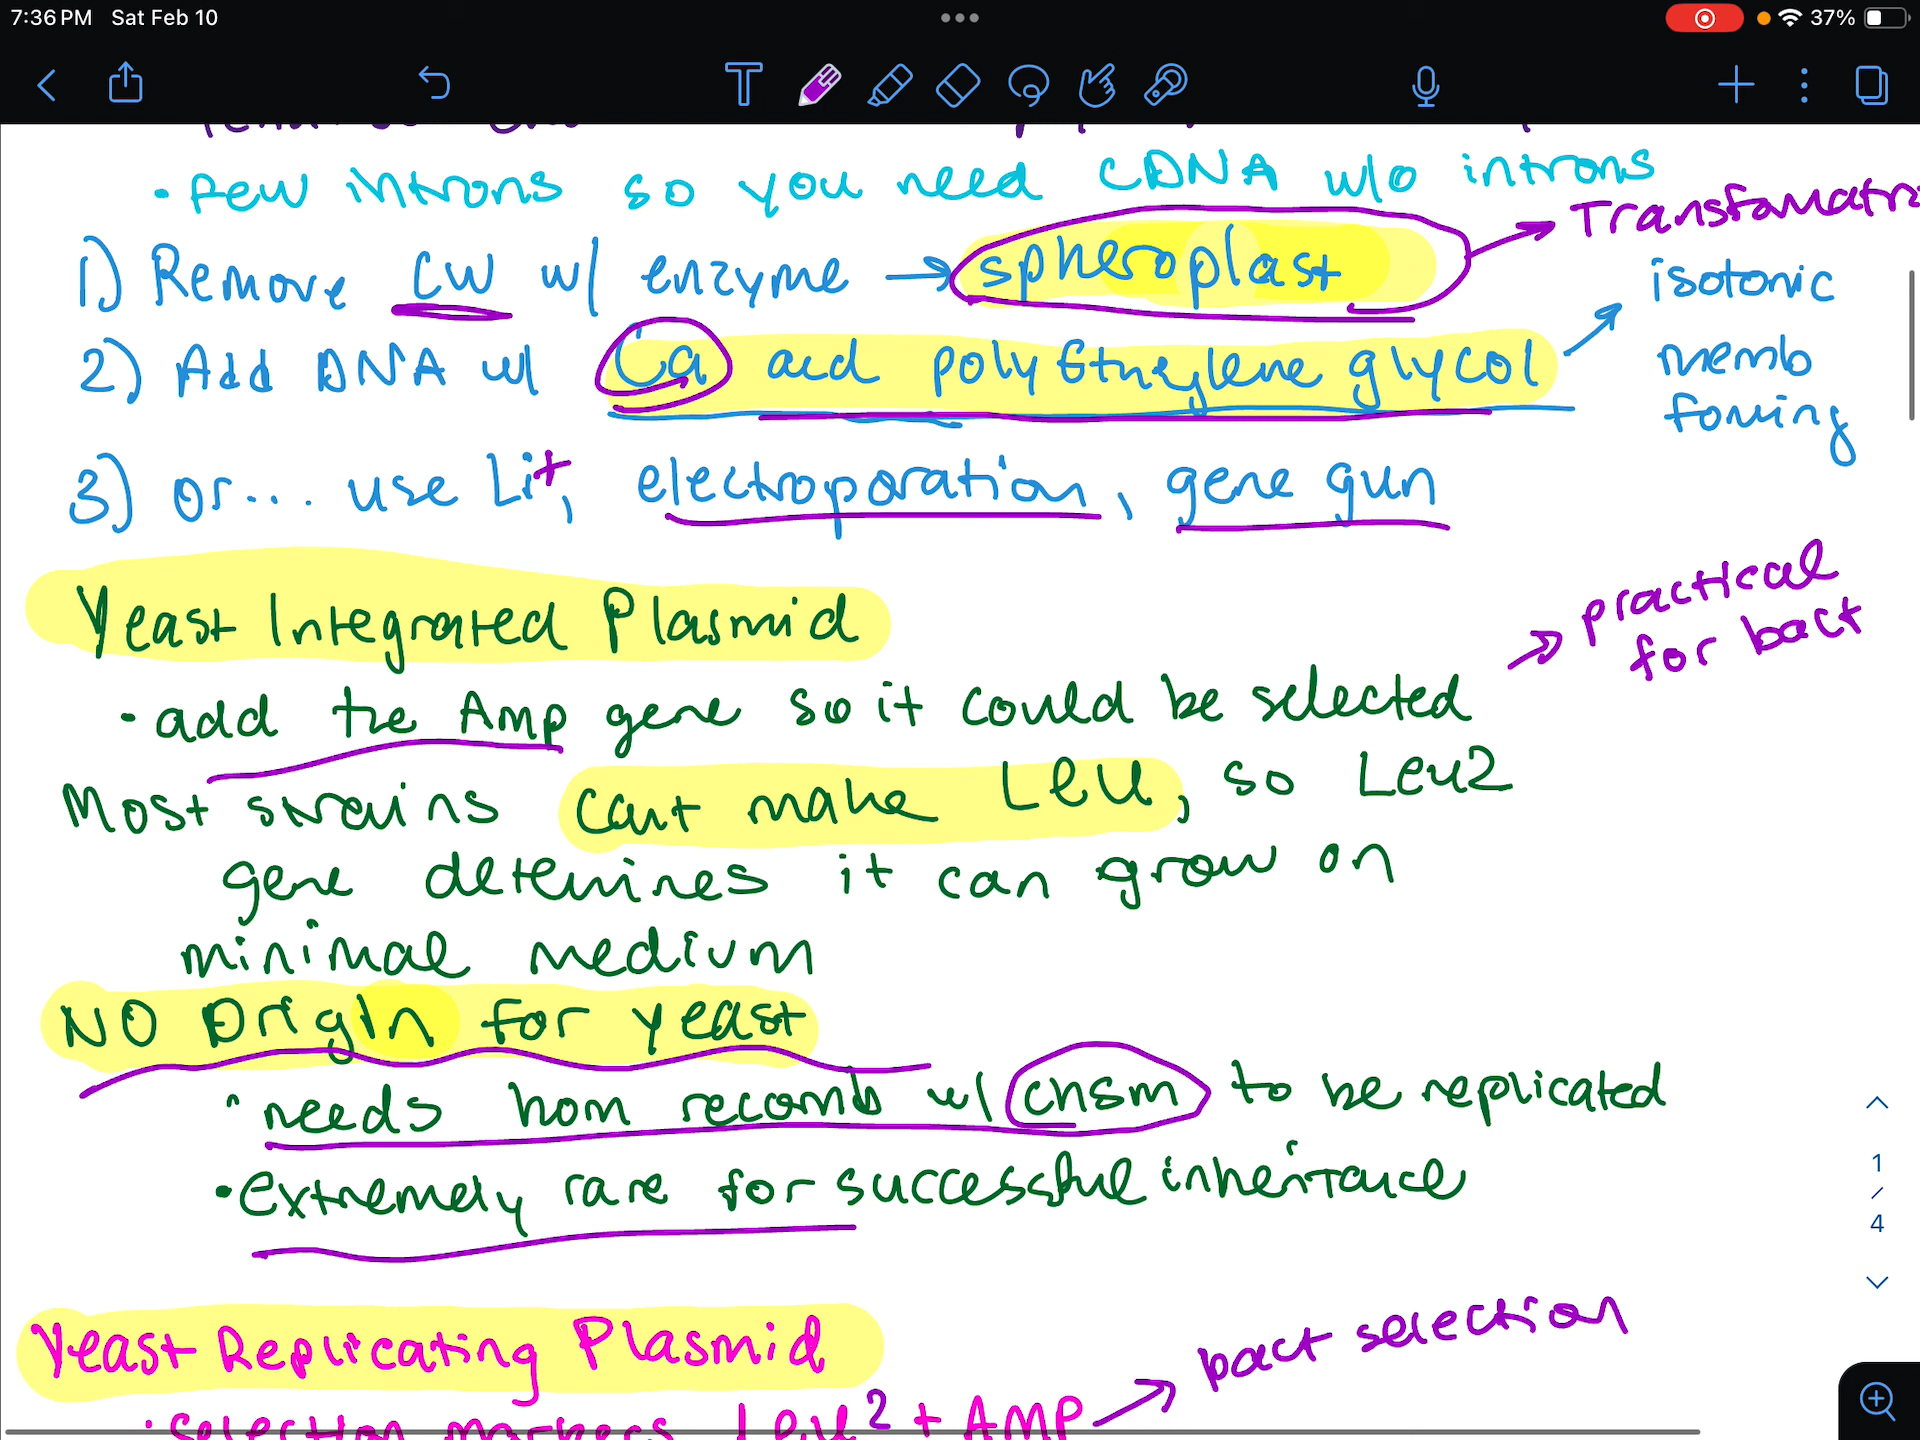 7:36 PM Sat Feb 10
37%
• few introns so you need cDNA w/o introns
1) Remove CW w/ enzyme → spheroplast → Transfomati
2) Add DNA w/ Ca and polyEthylene glycol → isotonic
memb
forming
3) or... use Li+, electroporation, gene gun
Yeast Integrated Plasmid
→ practical
for bact
• add the Amp gene so it could be selected
Most strains cant make LEU, so Leu2
gene determines it can grow on
minimal medium
NO Origin for yeast
• needs hom recomb w/ chsm to be replicated
• extremely rare for successful inheritance
Yeast Replicating Plasmid
• selection markers Leu2 + AMP → bact selection
1
/
4